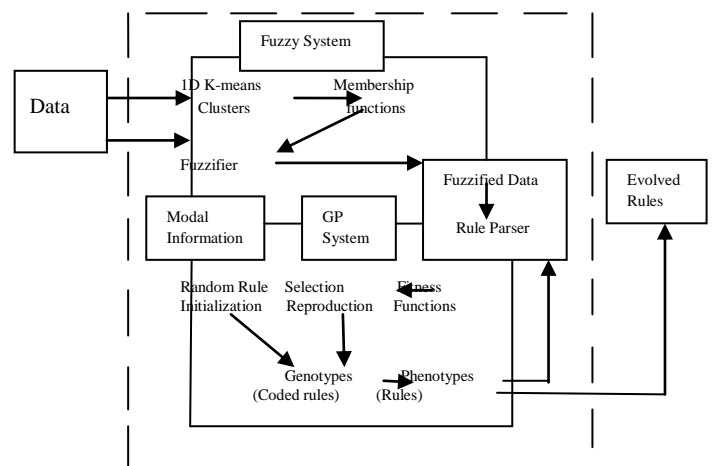 Fuzzy System
Data
1D K-means
Clusters
Membership
functions
Fuzzifier
Fuzzified Data
Rule Parser
Evolved
Rules
Modal
Information
GP
System
Random Rule
Initialization
Selection
Reproduction
Fitness
Functions
Genotypes
(Coded rules)
Phenotypes
(Rules)